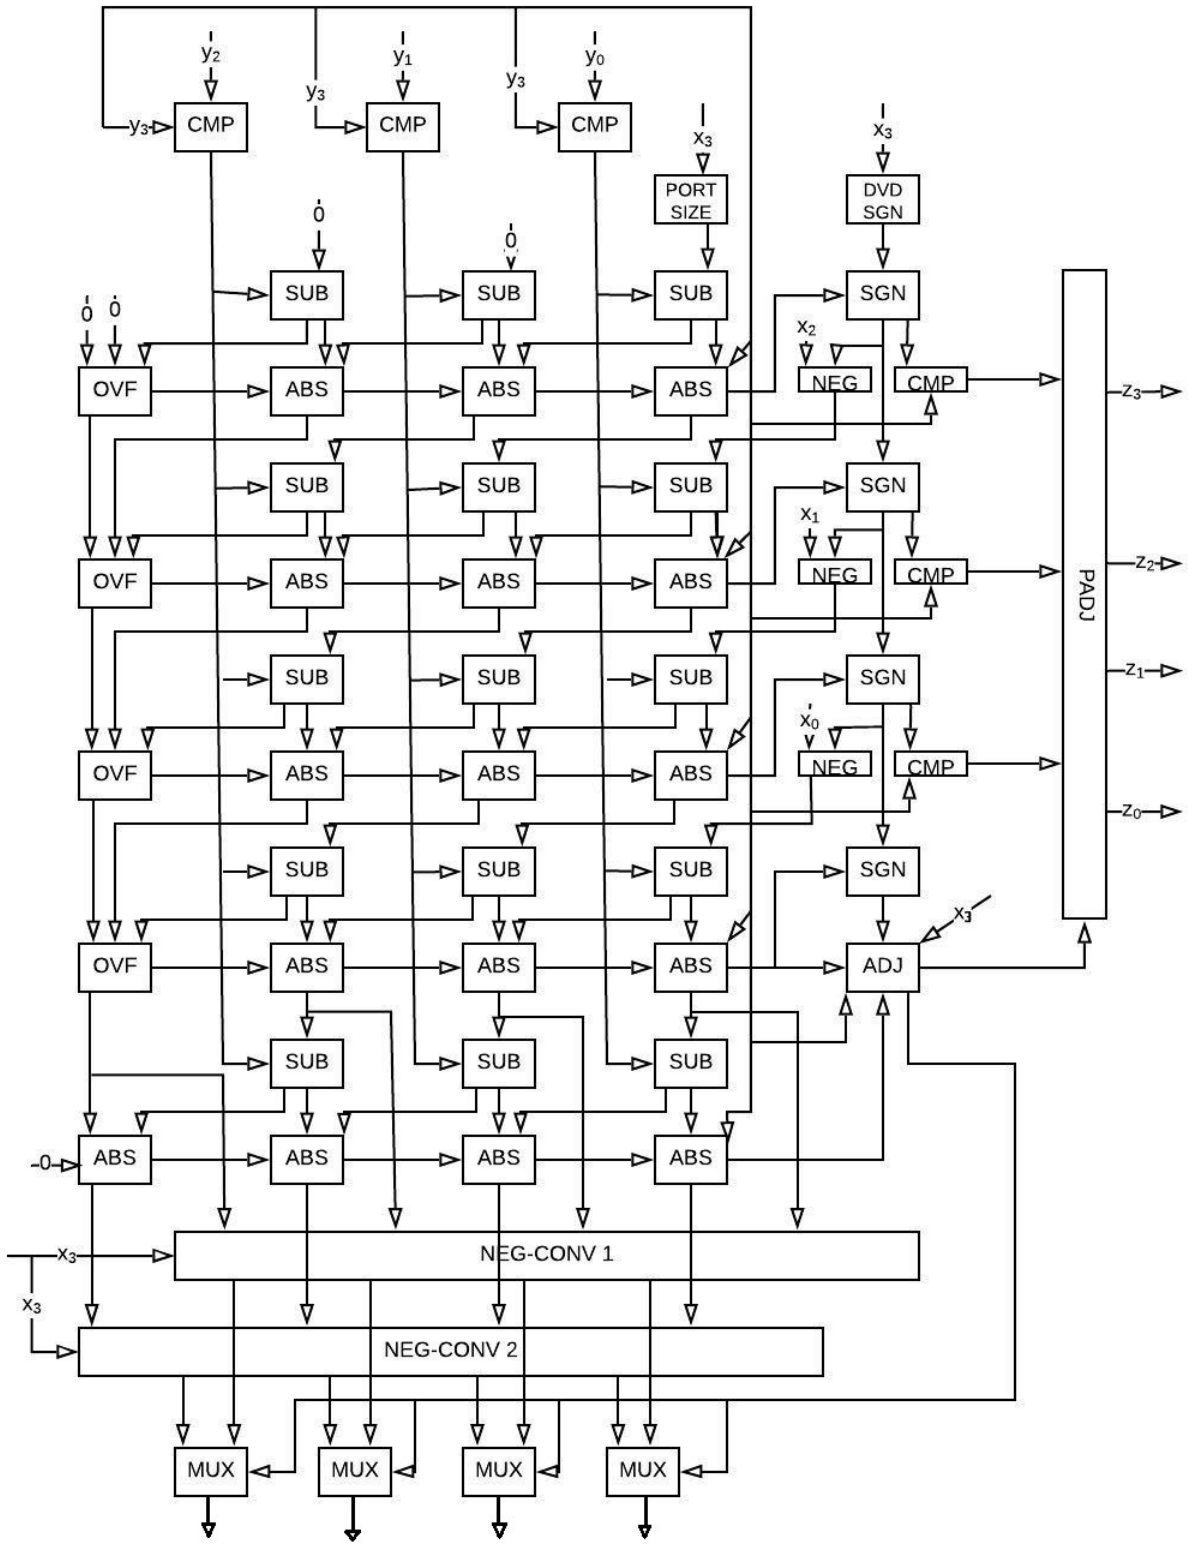 y₂ y₁ y₀
y₃ y₃
y₃ CMP CMP CMP
x₃ x₃
PORT SIZE DVD SGN
0
0
SUB SUB SUB SGN
0 0
x₂
OVF ABS ABS ABS NEG CMP
z₃
SUB SUB SUB SGN
x₁
z₂
OVF ABS ABS ABS NEG CMP
PADJ
SUB SUB SUB SGN
z₁
x₀
OVF ABS ABS ABS NEG CMP
z₀
SUB SUB SUB SGN
x₃
OVF ABS ABS ABS ADJ
SUB SUB SUB
0 ABS ABS ABS ABS
x₃ NEG-CONV 1
x₃
NEG-CONV 2
MUX MUX MUX MUX